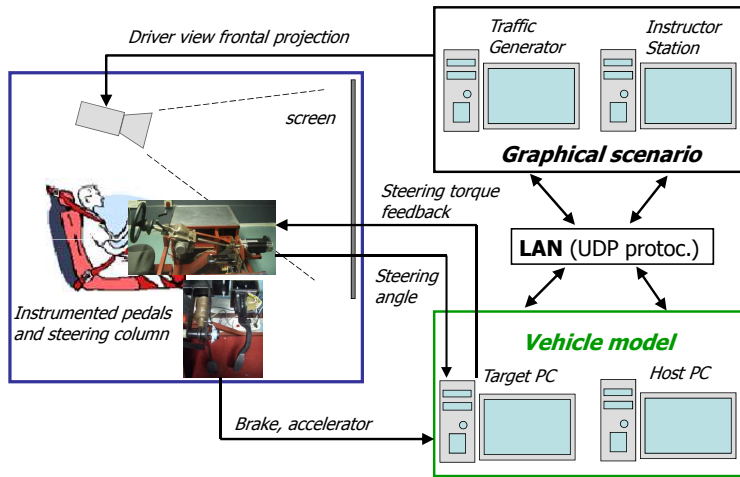 Driver view frontal projection
Traffic
Generator
Instructor
Station
screen
Graphical scenario
Steering torque
feedback
LAN (UDP protoc.)
Steering
angle
Instrumented pedals
and steering column
Vehicle model
Target PC
Host PC
Brake, accelerator